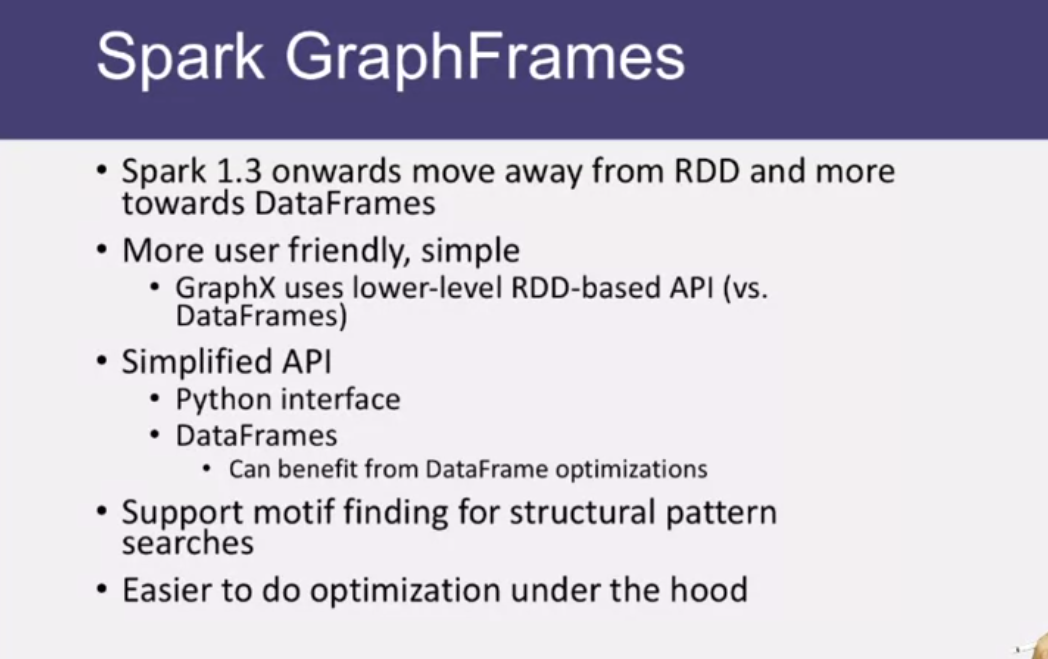 Spark GraphFrames
• Spark 1.3 onwards move away from RDD and more
towards DataFrames
• More user friendly, simple
• GraphX uses lower-level RDD-based API (vs.
DataFrames)
• Simplified API
• Python interface
• DataFrames
• Can benefit from DataFrame optimizations
• Support motif finding for structural pattern
searches
• Easier to do optimization under the hood